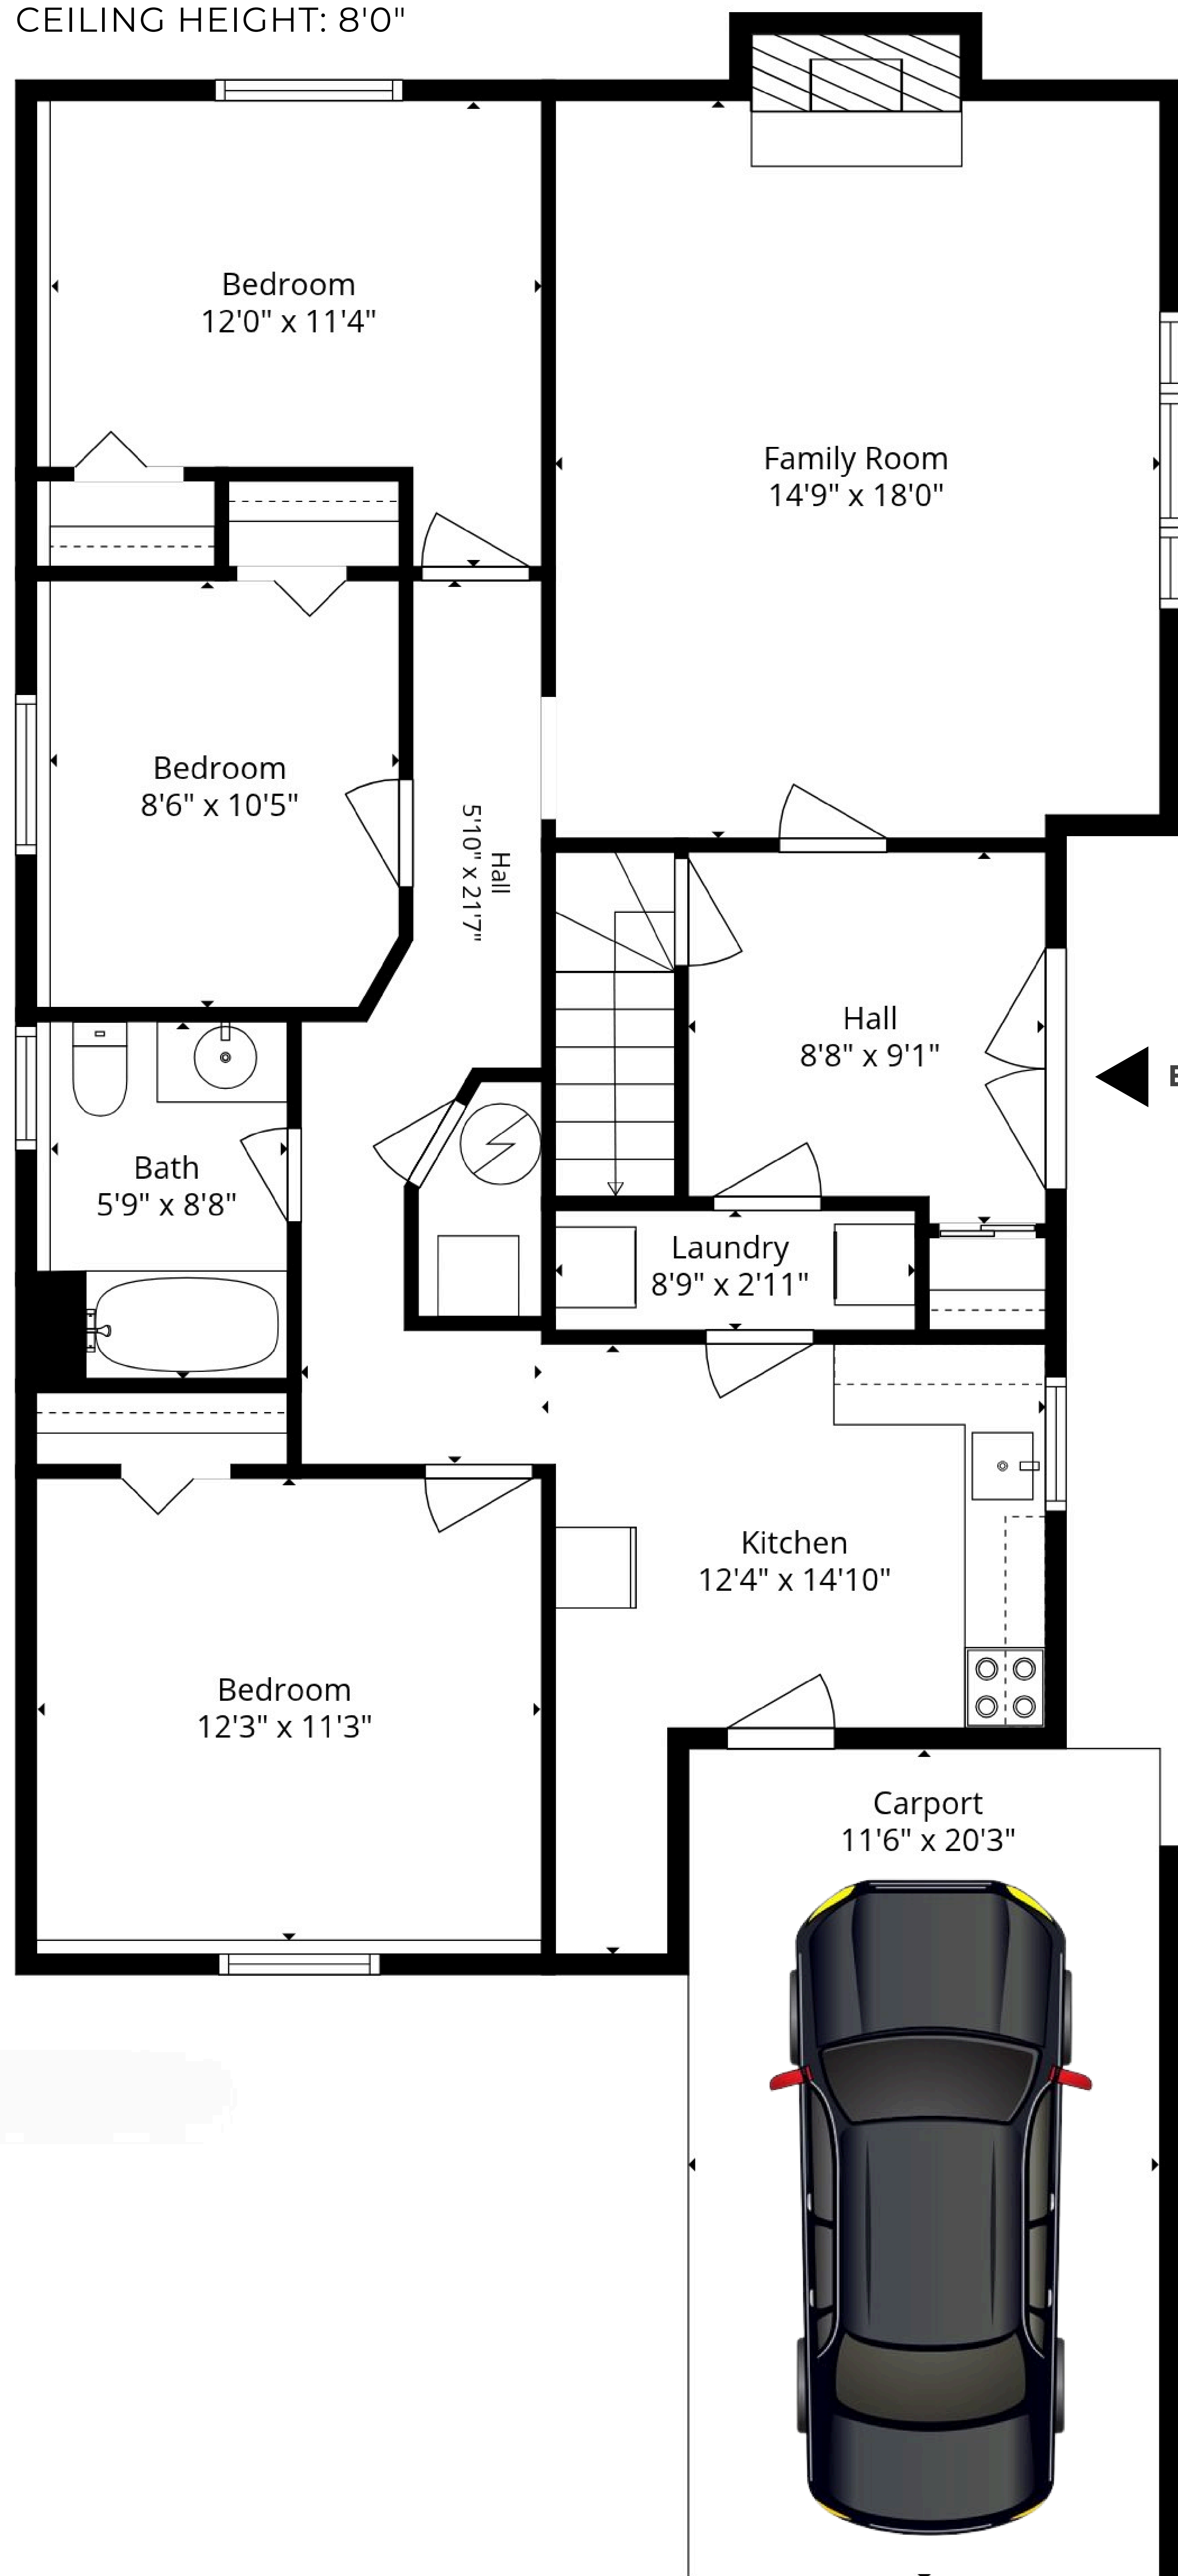 CEILING HEIGHT: 8'0"
Bedroom
12'0" x 11'4"
Family Room
14'9" x 18'0"
Bedroom
8'6" x 10'5"
Hall
5'10" x 21'7"
Hall
8'8" x 9'1"
Bath
5'9" x 8'8"
Laundry
8'9" x 2'11"
Kitchen
12'4" x 14'10"
Bedroom
12'3" x 11'3"
Carport
11'6" x 20'3"